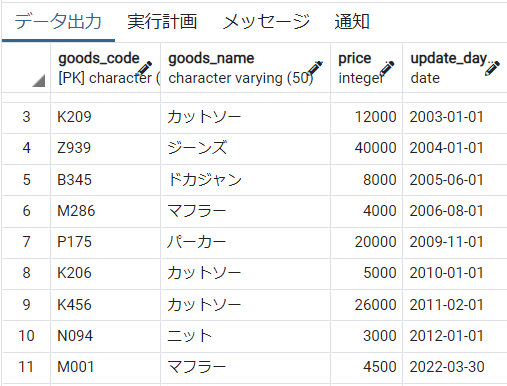 データ出力 実行計画 メッセージ 通知
goods_code goods_name price update_day...
[PK] character ( character varying (50) integer date
3 K209 カットソー 12000 2003-01-01
4 Z939 ジーンズ 40000 2004-01-01
5 B345 ドカジャン 8000 2005-06-01
6 M286 マフラー 4000 2006-08-01
7 P175 パーカー 20000 2009-11-01
8 K206 カットソー 5000 2010-01-01
9 K456 カットソー 26000 2011-02-01
10 N094 ニット 3000 2012-01-01
11 M001 マフラー 4500 2022-03-30